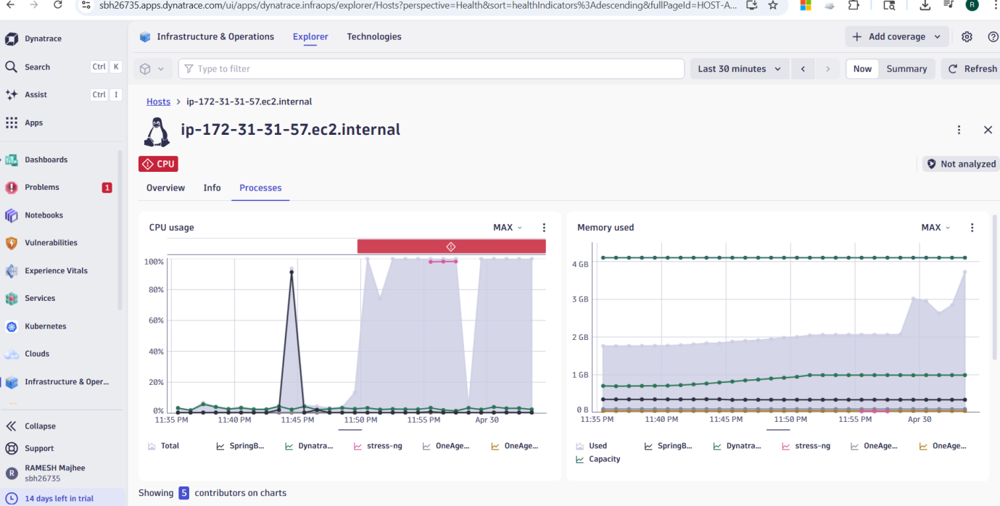 sbh26735.apps.dynatrace.com/ui/apps/dynatrace.infraops/explorer/Hosts?perspective=Health&sort=healthIndicators%3Adescending&fullPageId=HOST-A...
R
Dynatrace
Search Ctrl K
Assist Ctrl I
Apps
Dashboards
Problems 1
Notebooks
Vulnerabilities
Experience Vitals
Services
Kubernetes
Clouds
Infrastructure & Oper...
Collapse
Support
R RAMESH Majhee
sbh26735
14 days left in trial
Infrastructure & Operations Explorer Technologies
Add coverage
Type to filter
Last 30 minutes
Now Summary Refresh
Hosts > ip-172-31-31-57.ec2.internal
ip-172-31-31-57.ec2.internal
CPU
Not analyzed
Overview Info Processes
CPU usage MAX
100%
80%
60%
40%
20%
0%
11:35 PM 11:40 PM 11:45 PM 11:50 PM 11:55 PM Apr 30
Total SpringB... Dynatra... stress-ng OneAge... OneAge...
Memory used MAX
4 GB
3 GB
2 GB
1 GB
0 B
11:35 PM 11:40 PM 11:45 PM 11:50 PM 11:55 PM Apr 30
Used SpringB... Dynatra... stress-ng OneAge... OneAge...
Capacity
Showing 5 contributors on charts